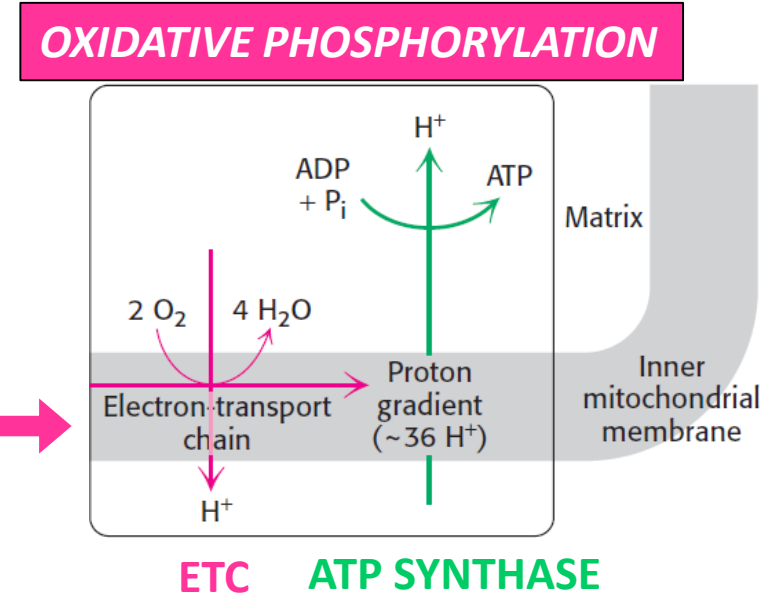 OXIDATIVE PHOSPHORYLATION
H⁺
ADP
+ Pᵢ
ATP
Matrix
2 O₂
4 H₂O
Electron-transport
chain
Proton
gradient
(~36 H⁺)
Inner
mitochondrial
membrane
H⁺
ETC
ATP SYNTHASE